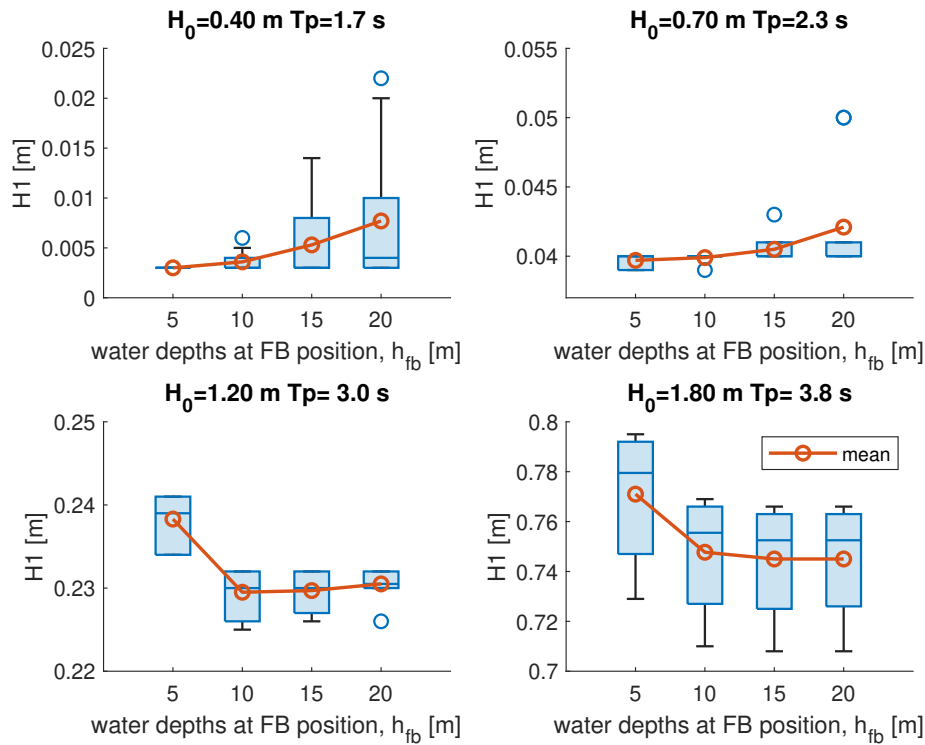 H0=0.40 m Tp=1.7 s
0.025
0.02
0.015
0.01
0.005
0
H1 [m]
5 10 15 20
water depths at FB position, hfb [m]
H0=0.70 m Tp=2.3 s
0.055
0.05
0.045
0.04
H1 [m]
5 10 15 20
water depths at FB position, hfb [m]
H0=1.20 m Tp= 3.0 s
0.25
0.24
0.23
0.22
H1 [m]
5 10 15 20
water depths at FB position, hfb [m]
H0=1.80 m Tp= 3.8 s
mean
0.8
0.78
0.76
0.74
0.72
0.7
H1 [m]
5 10 15 20
water depths at FB position, hfb [m]